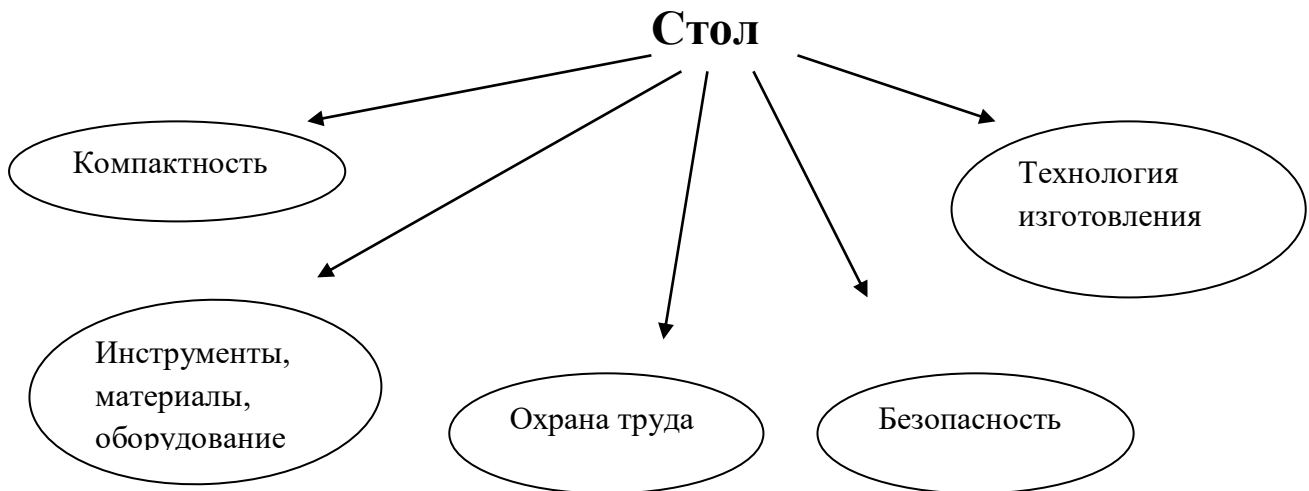 Стол
Компактность
Технология
изготовления
Инструменты,
материалы,
оборудование
Охрана труда
Безопасность